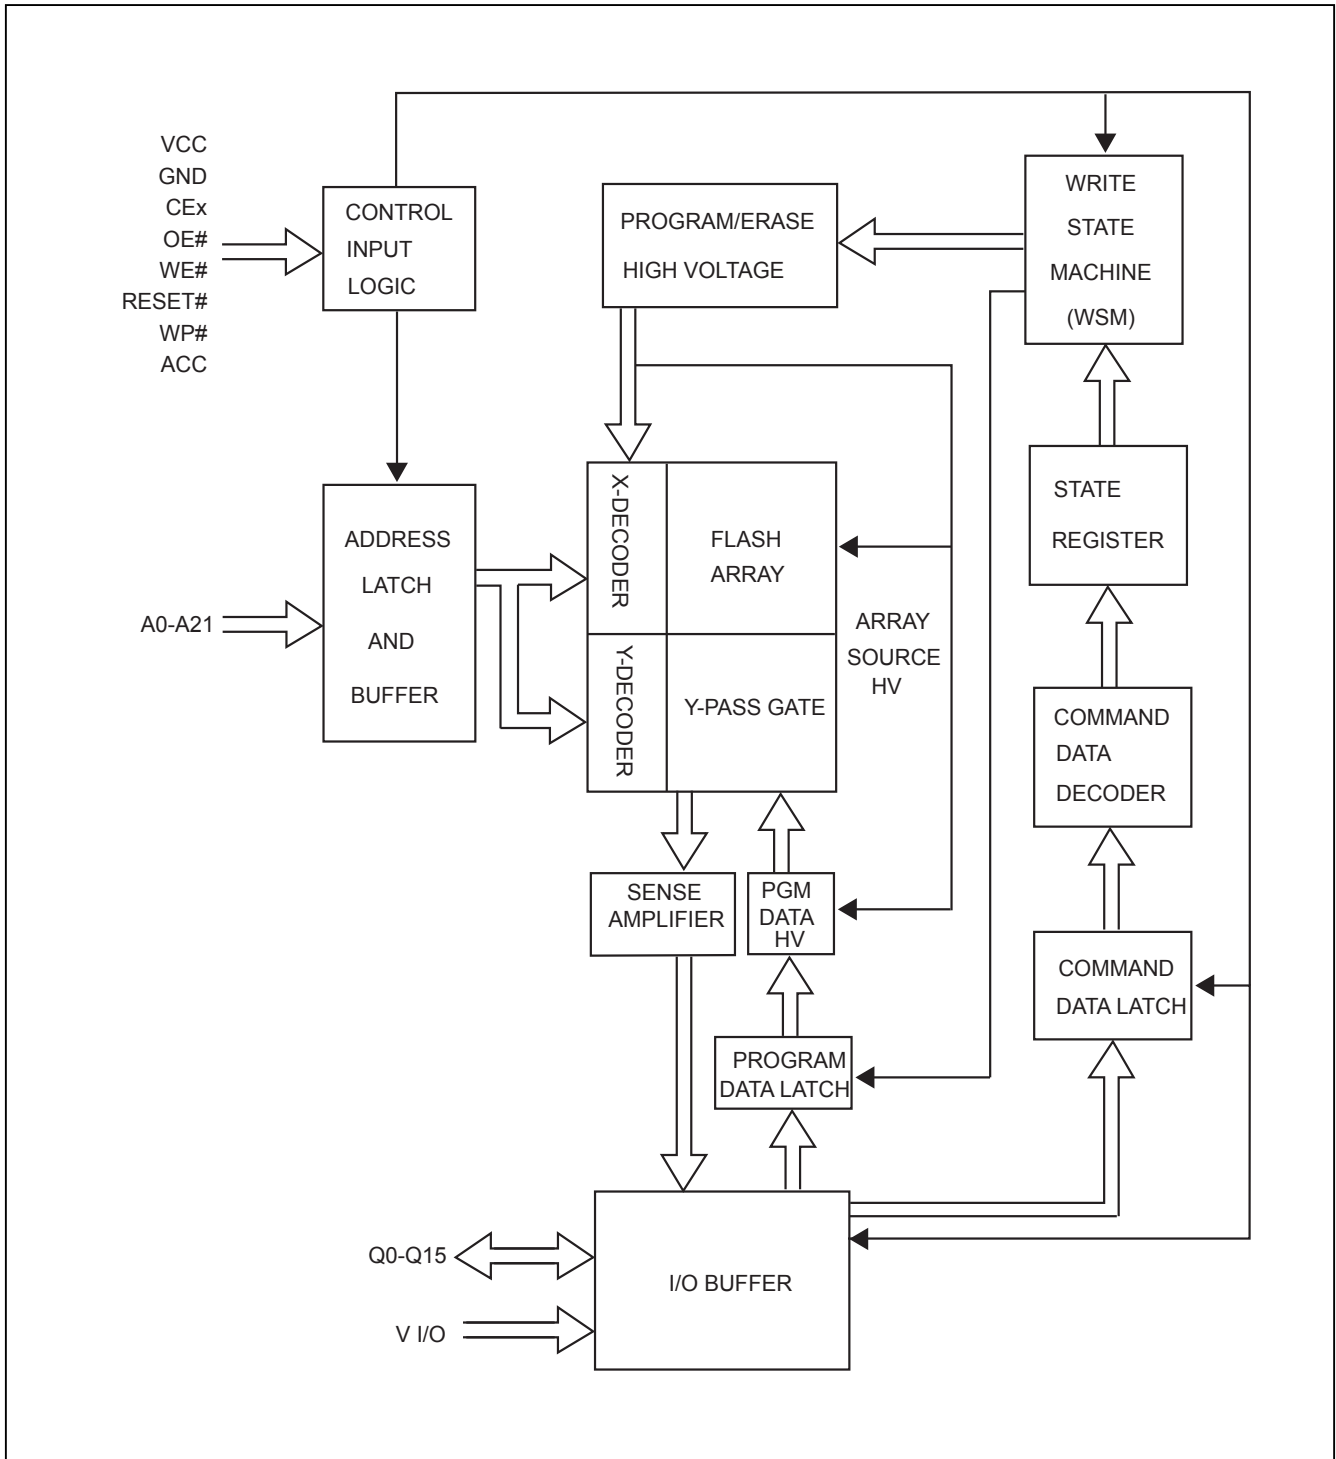 VCC
GND
CEx
OE#
WE#
RESET#
WP#
ACC
CONTROL
INPUT
LOGIC
PROGRAM/ERASE
HIGH VOLTAGE
WRITE
STATE
MACHINE
(WSM)
A0-A21
ADDRESS
LATCH
AND
BUFFER
X-DECODER
FLASH
ARRAY
Y-DECODER
Y-PASS GATE
ARRAY
SOURCE
HV
STATE
REGISTER
COMMAND
DATA
DECODER
SENSE
AMPLIFIER
PGM
DATA
HV
COMMAND
DATA LATCH
PROGRAM
DATA LATCH
Q0-Q15
V I/O
I/O BUFFER